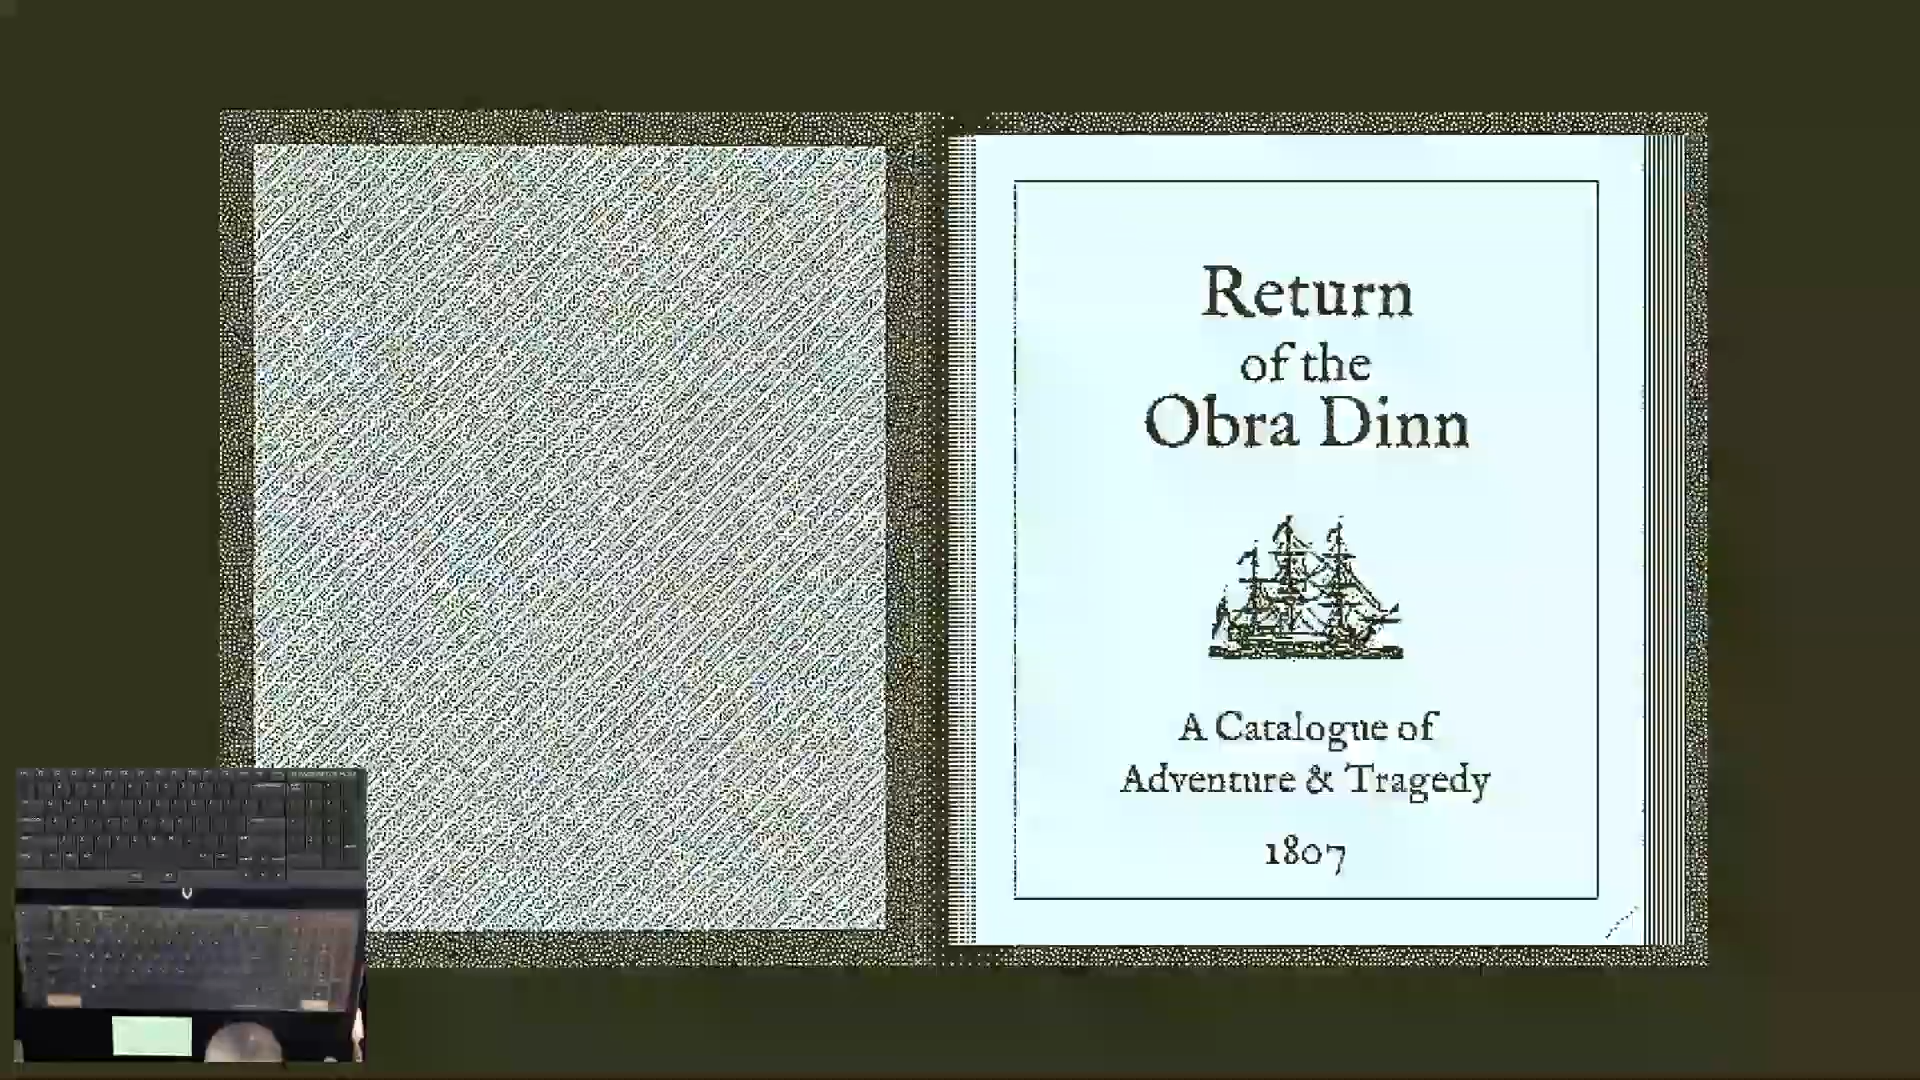 Return
of the
Obra Dinn
A Catalogue of
Adventure & Tragedy
1807